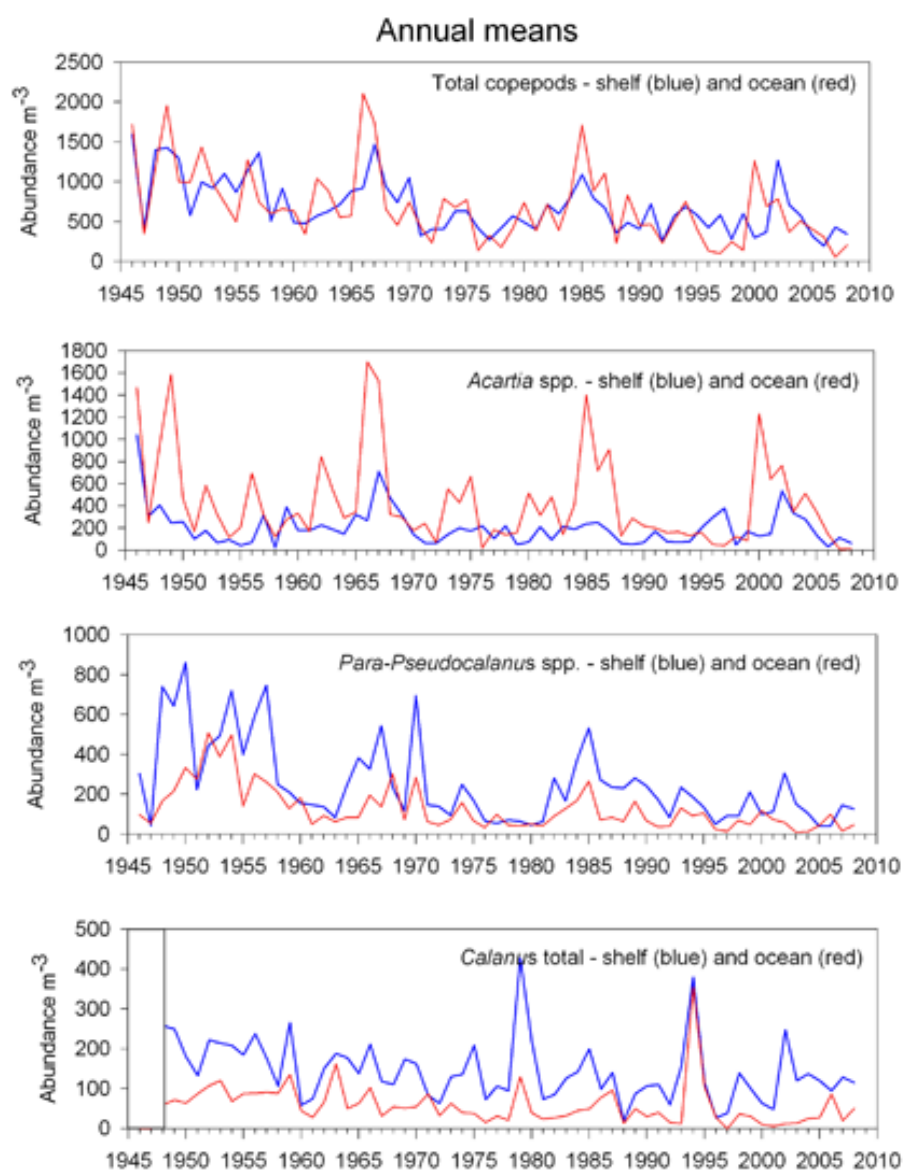 Annual means
Total copepods - shelf (blue) and ocean (red)
Abundance m-3
2500
2000
1500
1000
500
0
1945 1950 1955 1960 1965 1970 1975 1980 1985 1990 1995 2000 2005 2010
Acartia spp. - shelf (blue) and ocean (red)
Abundance m-3
1800
1600
1400
1200
1000
800
600
400
200
0
1945 1950 1955 1960 1965 1970 1975 1980 1985 1990 1995 2000 2005 2010
Para-Pseudocalanus spp. - shelf (blue) and ocean (red)
Abundance m-3
1000
800
600
400
200
0
1945 1950 1955 1960 1965 1970 1975 1980 1985 1990 1995 2000 2005 2010
Calanus total - shelf (blue) and ocean (red)
Abundance m-3
500
400
300
200
100
0
1945 1950 1955 1960 1965 1970 1975 1980 1985 1990 1995 2000 2005 2010